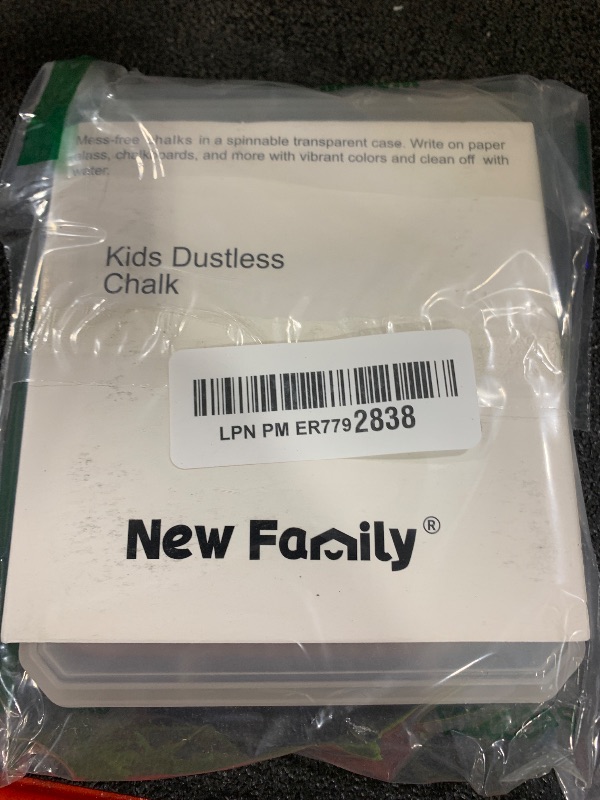 Mess-free chalks in a spinnable transparent case. Write on paper
glass, chalkboards, and more with vibrant colors and clean off with
water.
Kids Dustless
Chalk
LPN PM ER7792838
New Family®